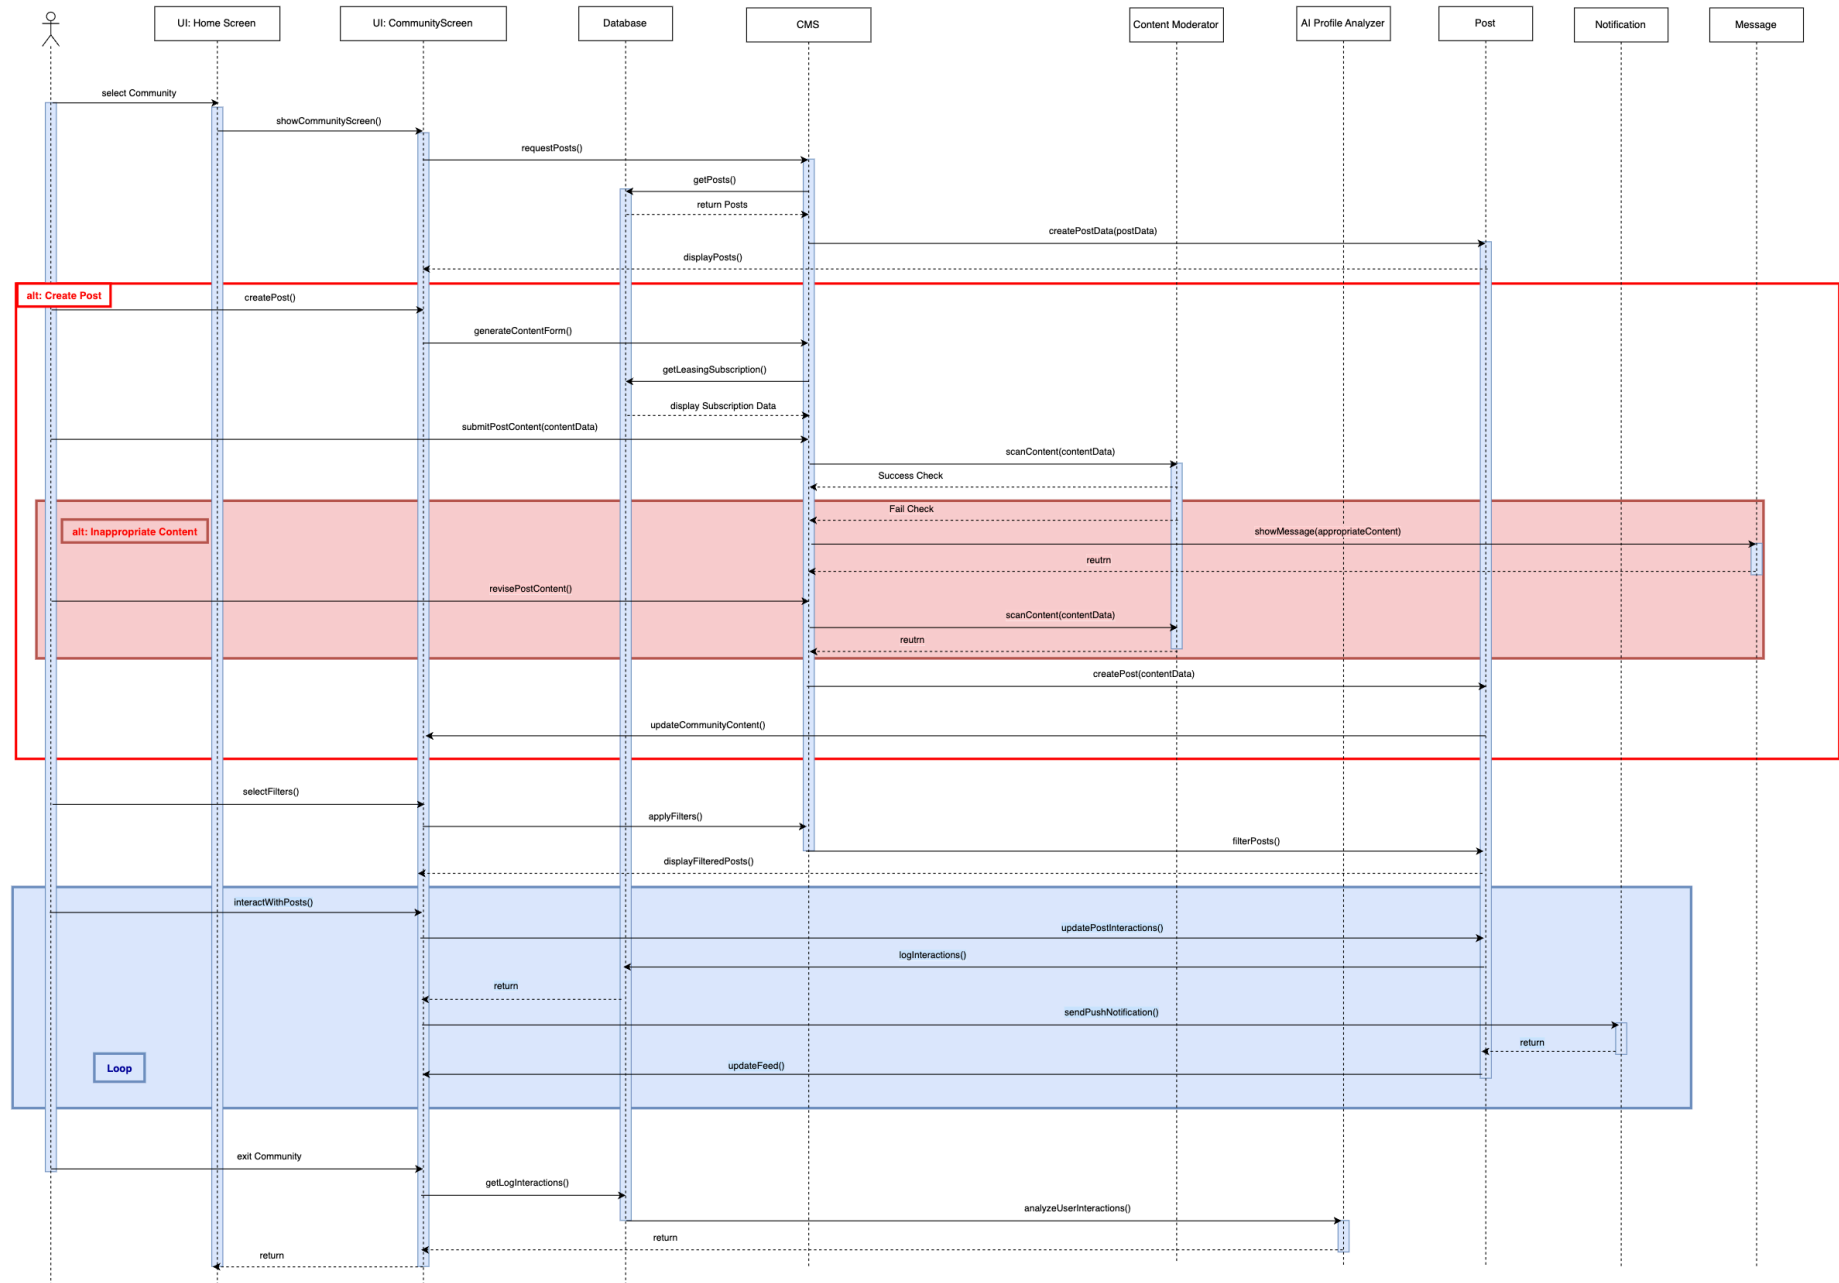 UI: Home Screen
UI: CommunityScreen
Database
CMS
Content Moderator
AI Profile Analyzer
Post
Notification
Message
select Community
showCommunityScreen()
requestPosts()
getPosts()
return Posts
createPostData(postData)
displayPosts()
alt: Create Post
createPost()
generateContentForm()
getLeasingSubscription()
display Subscription Data
submitPostContent(contentData)
scanContent(contentData)
Success Check
Fail Check
alt: Inappropriate Content
showMessage(appropriateContent)
reutrn
revisePostContent()
scanContent(contentData)
reutrn
createPost(contentData)
updateCommunityContent()
selectFilters()
applyFilters()
filterPosts()
displayFilteredPosts()
interactWithPosts()
updatePostInteractions()
logInteractions()
return
sendPushNotification()
return
Loop
updateFeed()
exit Community
getLogInteractions()
analyzeUserInteractions()
return
return